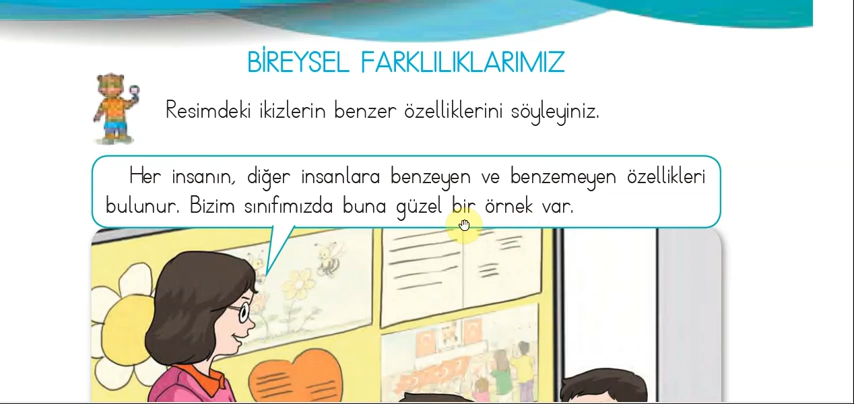 BİREYSEL FARKLILIKLARIMIZ
Resimdeki ikizlerin benzer özelliklerini söyleyiniz.
Her insanın, diğer insanlara benzeyen ve benzemeyen özellikleri
bulunur. Bizim sınıfımızda buna güzel bir örnek var.